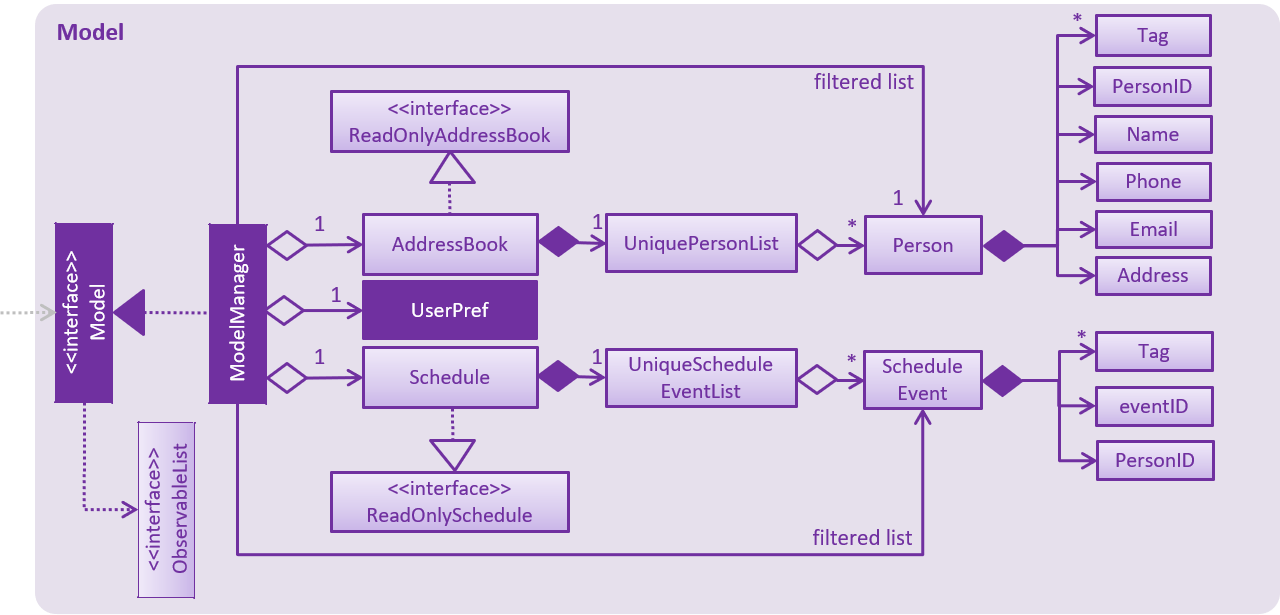 Model
<<interface>>
Model
<<interface>>
ObservableList
ModelManager
filtered list
<<interface>>
ReadOnlyAddressBook
1
AddressBook
1
UniquePersonList
*
1
Person
1
UserPref
1
Schedule
1
UniqueSchedule
EventList
*
Schedule
Event
<<interface>>
ReadOnlySchedule
filtered list
*
Tag
PersonID
Name
Phone
Email
Address
*
Tag
eventID
PersonID